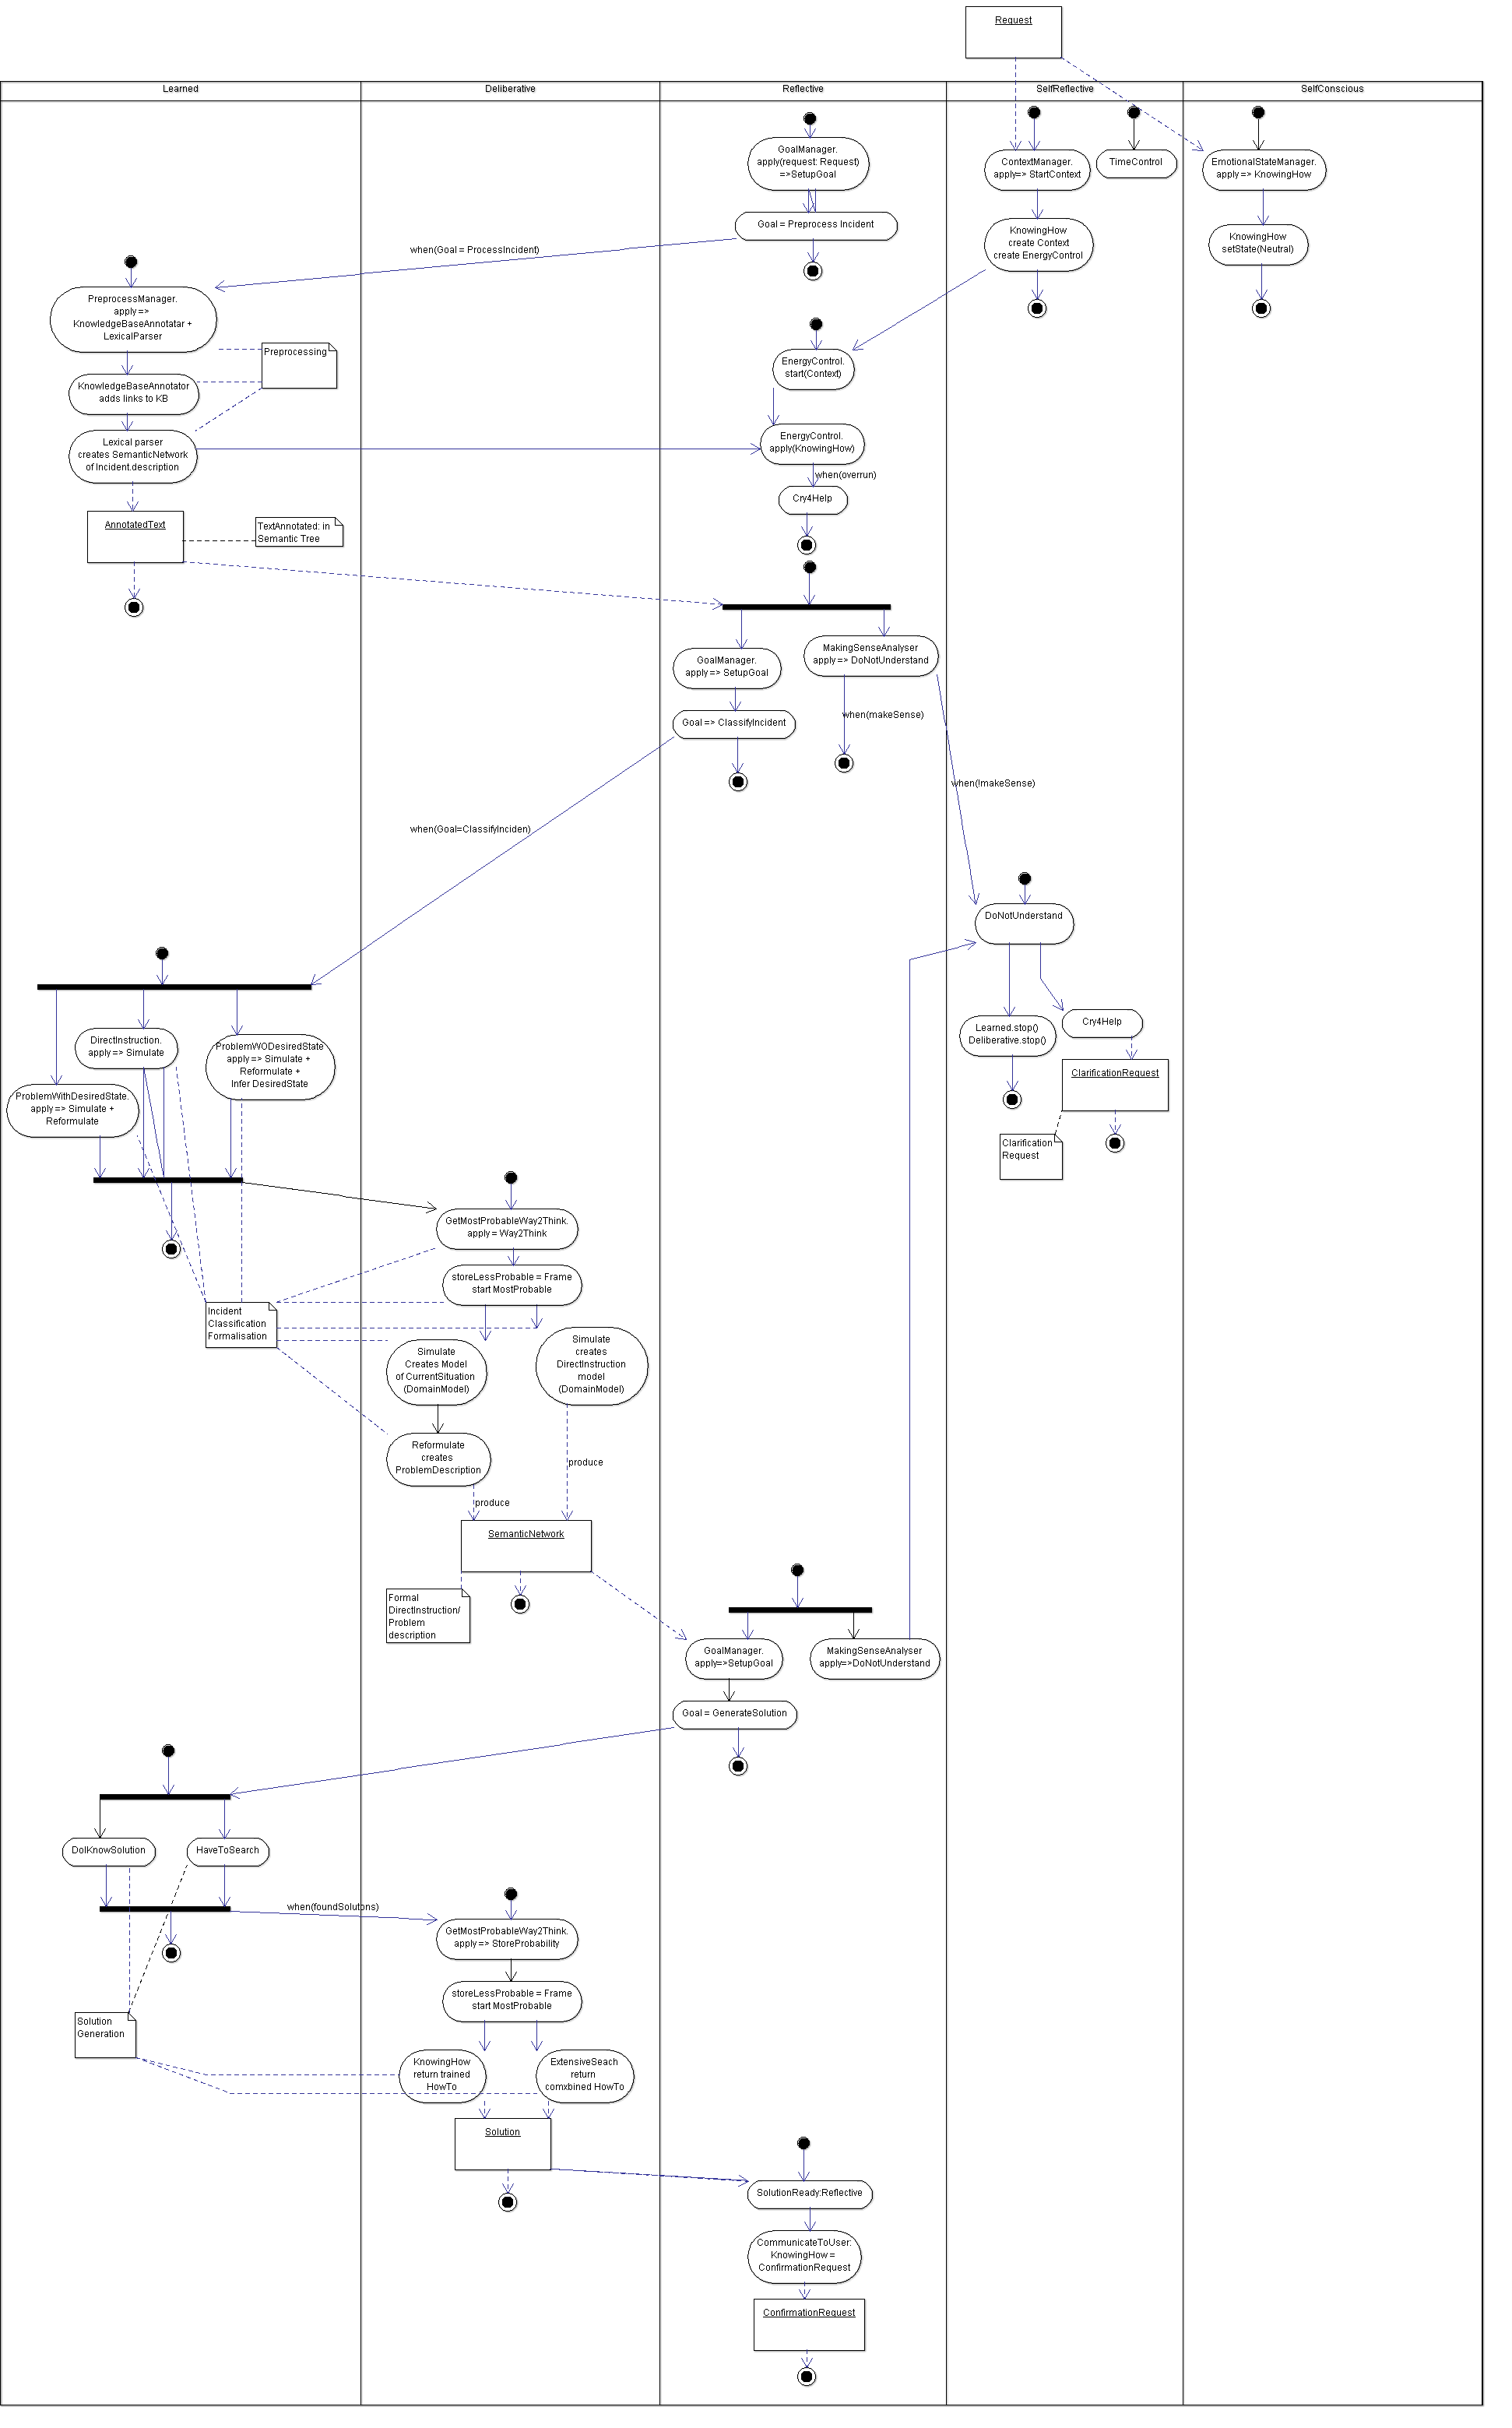 Request
Learned
Deliberative
Reflective
SelfReflective
SelfConscious
GoalManager.
apply(request: Request)
=>SetupGoal
Goal = Preprocess Incident
ContextManager.
apply=> StartContext
TimeControl
EmotionalStateManager.
apply => KnowingHow
KnowingHow
create Context
create EnergyControl
KnowingHow
setState(Neutral)
when(Goal = ProcessIncident)
PreprocessManager.
apply =>
KnowledgeBaseAnnotatar +
LexicalParser
Preprocessing
KnowledgeBaseAnnotator
adds links to KB
Lexical parser
creates SemanticNetwork
of Incident.description
EnergyControl.
start(Context)
EnergyControl.
apply(KnowingHow)
when(overrun)
Cry4Help
AnnotatedText
TextAnnotated: in
Semantic Tree
GoalManager.
apply => SetupGoal
MakingSenseAnalyser
apply => DoNotUnderstand
Goal => ClassifyIncident
when(makeSense)
when(!makeSense)
when(Goal=ClassifyInciden)
DoNotUnderstand
Learned.stop()
Deliberative.stop()
Cry4Help
ClarificationRequest
Clarification
Request
DirectInstruction.
apply => Simulate
ProblemWODesiredState
apply => Simulate +
Reformulate +
Infer DesiredState
ProblemWithDesiredState.
apply => Simulate +
Reformulate
GetMostProbableWay2Think.
apply = Way2Think
storeLessProbable = Frame
start MostProbable
Incident
Classification
Formalisation
Simulate
Creates Model
of CurrentSituation
(DomainModel)
Simulate
creates
DirectInstruction
model
(DomainModel)
Reformulate
creates
ProblemDescription
produce
produce
SemanticNetwork
Formal
DirectInstruction/
Problem
description
GoalManager.
apply=>SetupGoal
MakingSenseAnalyser
apply=>DoNotUnderstand
Goal = GenerateSolution
DoIKnowSolution
HaveToSearch
when(foundSolutons)
GetMostProbableWay2Think.
apply => StoreProbability
storeLessProbable = Frame
start MostProbable
Solution
Generation
KnowingHow
return trained
HowTo
ExtensiveSeach
return
comxbined HowTo
Solution
SolutionReady:Reflective
CommunicateToUser:
KnowingHow =
ConfirmationRequest
ConfirmationRequest